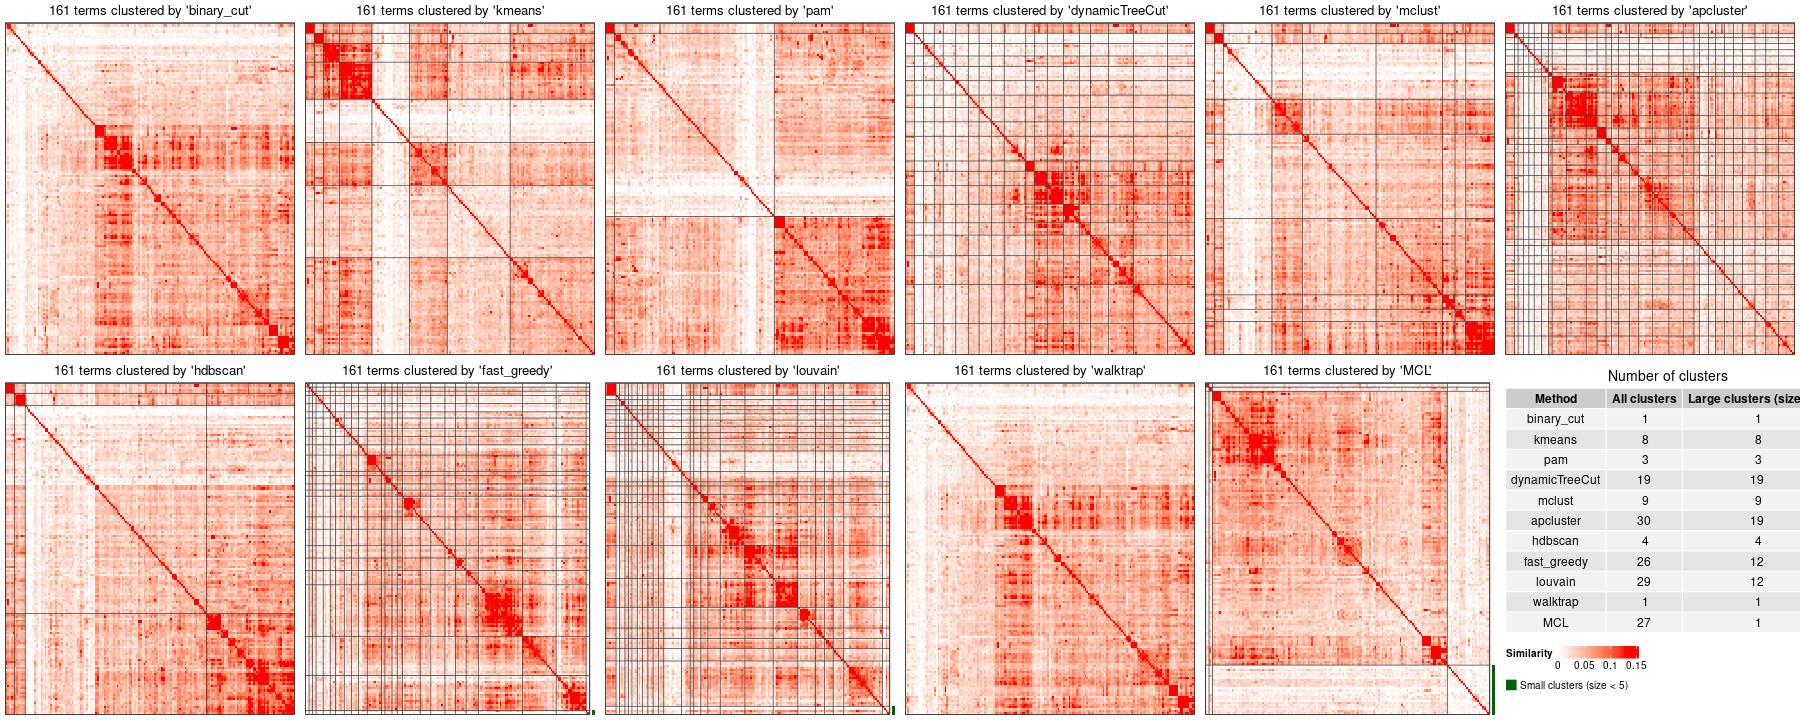 161 terms clustered by 'binary_cut'
161 terms clustered by 'kmeans'
161 terms clustered by 'pam'
161 terms clustered by 'dynamicTreeCut'
161 terms clustered by 'mclust'
161 terms clustered by 'apcluster'
161 terms clustered by 'hdbscan'
161 terms clustered by 'fast_greedy'
161 terms clustered by 'louvain'
161 terms clustered by 'walktrap'
161 terms clustered by 'MCL'
Number of clusters
Method All clusters Large clusters (size
binary_cut 1 1
kmeans 8 8
pam 3 3
dynamicTreeCut 19 19
mclust 9 9
apcluster 30 19
hdbscan 4 4
fast_greedy 26 12
louvain 29 12
walktrap 1 1
MCL 27 1
Similarity
0 0.05 0.1 0.15
Small clusters (size < 5)